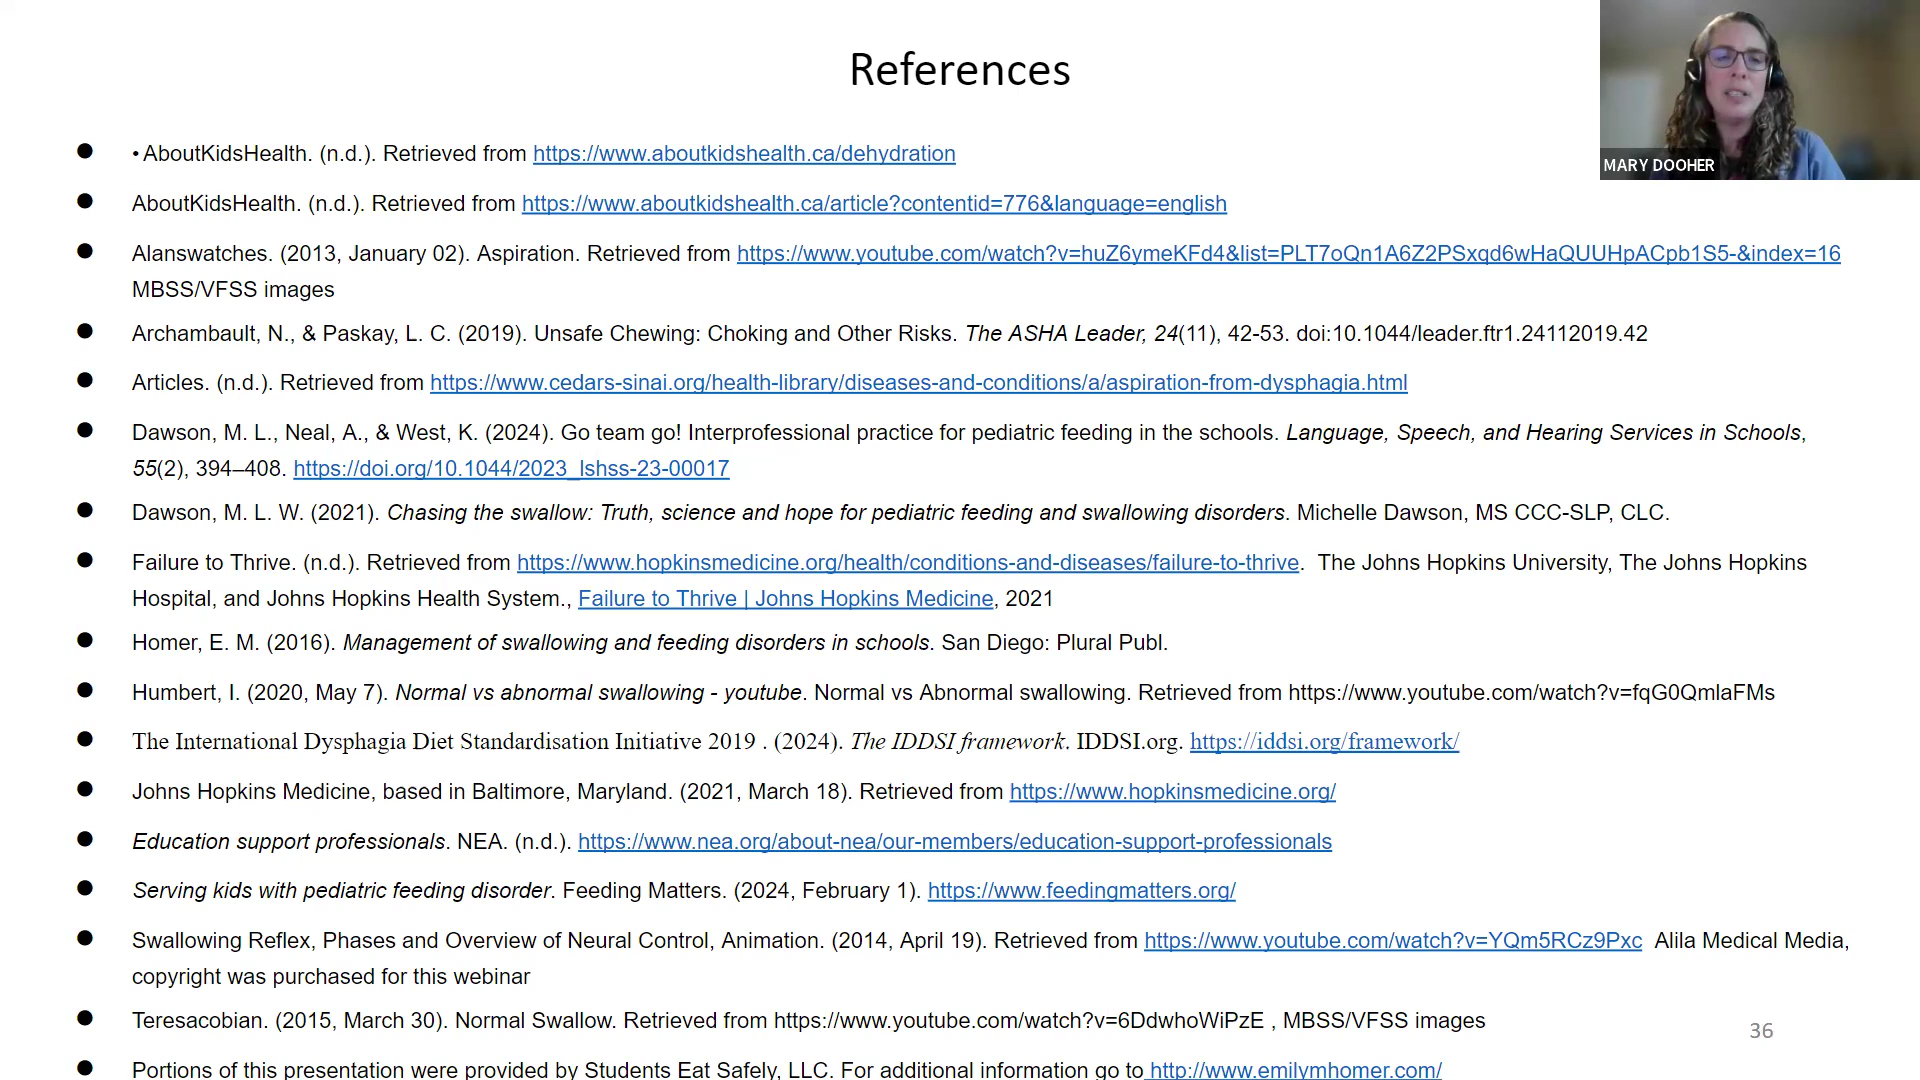 References
MARY DOOHER
• AboutKidsHealth. (n.d.). Retrieved from https://www.aboutkidshealth.ca/dehydration
AboutKidsHealth. (n.d.). Retrieved from https://www.aboutkidshealth.ca/article?contentid=776&language=english
Alanswatches. (2013, January 02). Aspiration. Retrieved from https://www.youtube.com/watch?v=huZ6ymeKFd4&list=PLT7oQn1A6Z2PSxqd6wHaQUUHpACpb1S5-&index=16
MBSS/VFSS images
Archambault, N., & Paskay, L. C. (2019). Unsafe Chewing: Choking and Other Risks. The ASHA Leader, 24(11), 42-53. doi:10.1044/leader.ftr1.24112019.42
Articles. (n.d.). Retrieved from https://www.cedars-sinai.org/health-library/diseases-and-conditions/a/aspiration-from-dysphagia.html
Dawson, M. L., Neal, A., & West, K. (2024). Go team go! Interprofessional practice for pediatric feeding in the schools. Language, Speech, and Hearing Services in Schools,
55(2), 394–408. https://doi.org/10.1044/2023_lshss-23-00017
Dawson, M. L. W. (2021). Chasing the swallow: Truth, science and hope for pediatric feeding and swallowing disorders. Michelle Dawson, MS CCC-SLP, CLC.
Failure to Thrive. (n.d.). Retrieved from https://www.hopkinsmedicine.org/health/conditions-and-diseases/failure-to-thrive.  The Johns Hopkins University, The Johns Hopkins
Hospital, and Johns Hopkins Health System., Failure to Thrive | Johns Hopkins Medicine, 2021
Homer, E. M. (2016). Management of swallowing and feeding disorders in schools. San Diego: Plural Publ.
Humbert, I. (2020, May 7). Normal vs abnormal swallowing - youtube. Normal vs Abnormal swallowing. Retrieved from https://www.youtube.com/watch?v=fqG0QmlaFMs
The International Dysphagia Diet Standardisation Initiative 2019 . (2024). The IDDSI framework. IDDSI.org. https://iddsi.org/framework/
Johns Hopkins Medicine, based in Baltimore, Maryland. (2021, March 18). Retrieved from https://www.hopkinsmedicine.org/
Education support professionals. NEA. (n.d.). https://www.nea.org/about-nea/our-members/education-support-professionals
Serving kids with pediatric feeding disorder. Feeding Matters. (2024, February 1). https://www.feedingmatters.org/
Swallowing Reflex, Phases and Overview of Neural Control, Animation. (2014, April 19). Retrieved from https://www.youtube.com/watch?v=YQm5RCz9Pxc  Alila Medical Media,
copyright was purchased for this webinar
Teresacobian. (2015, March 30). Normal Swallow. Retrieved from https://www.youtube.com/watch?v=6DdwhoWiPzE , MBSS/VFSS images
36
Portions of this presentation were provided by Students Eat Safely, LLC. For additional information go to http://www.emilymhomer.com/